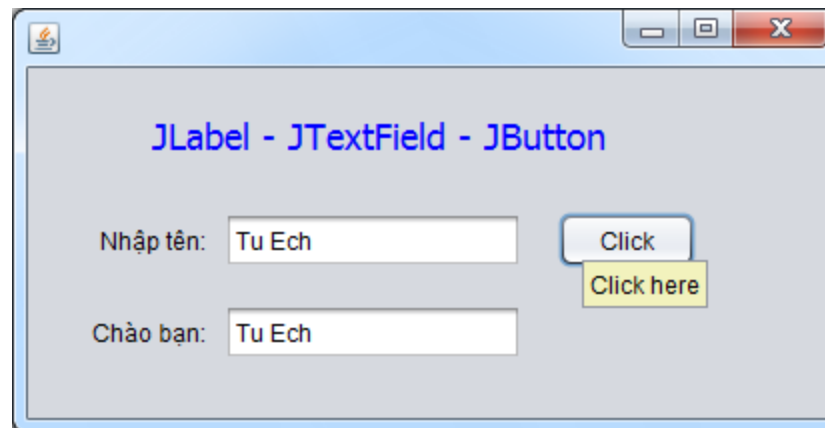 JLabel - JTextField - JButton
Nhập tên: Tu Ech Click
Click here
Chào bạn: Tu Ech